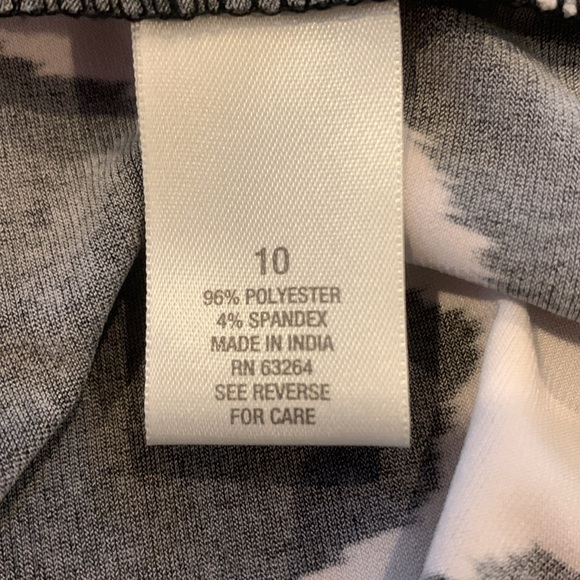 10
96% POLYESTER
4% SPANDEX
MADE IN INDIA
RN 63264
SEE REVERSE
FOR CARE